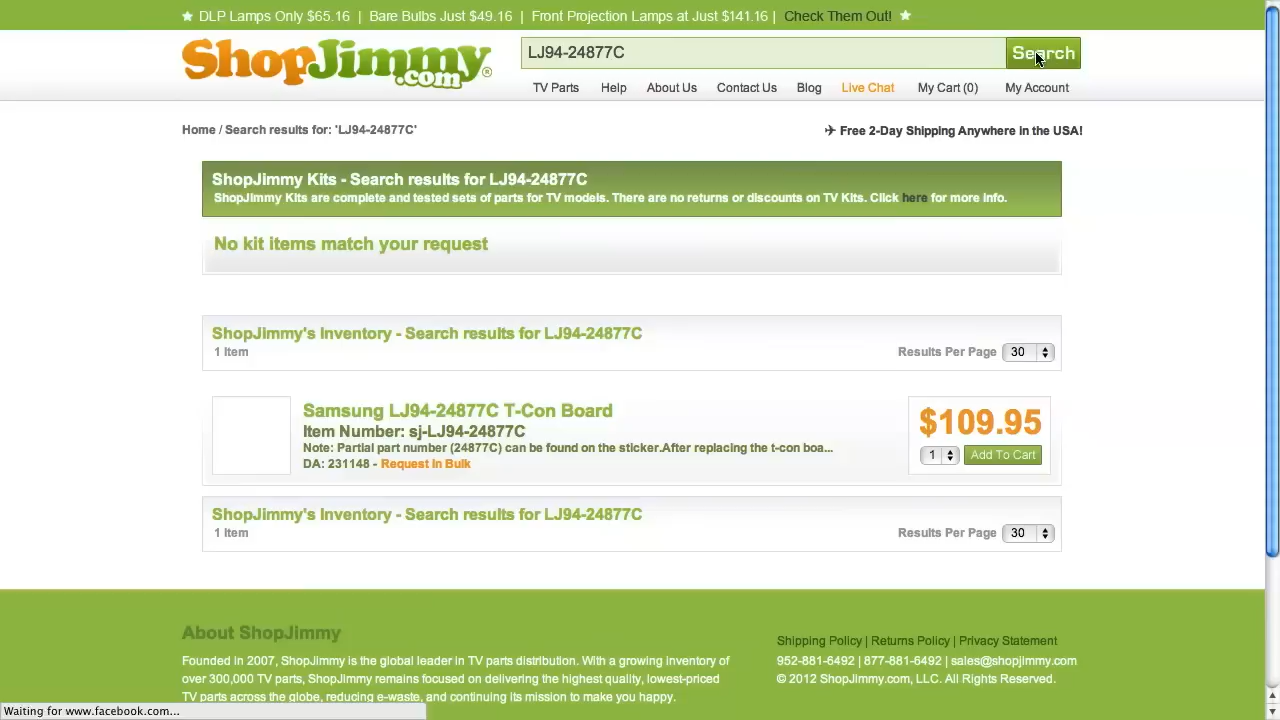 ★ DLP Lamps Only $65.16 | Bare Bulbs Just $49.16 | Front Projection Lamps at Just $141.16 | Check Them Out! ★
ShopJimmy.com®
LJ94-24877C
Search
TV Parts Help About Us Contact Us Blog Live Chat My Cart (0) My Account
Home / Search results for: 'LJ94-24877C'
✈ Free 2-Day Shipping Anywhere in the USA!
ShopJimmy Kits - Search results for LJ94-24877C
ShopJimmy Kits are complete and tested sets of parts for TV models. There are no returns or discounts on TV Kits. Click here for more info.
No kit items match your request
ShopJimmy's Inventory - Search results for LJ94-24877C
1 Item
Results Per Page 30
Samsung LJ94-24877C T-Con Board
Item Number: sj-LJ94-24877C
Note: Partial part number (24877C) can be found on the sticker.After replacing the t-con boa...
DA: 231148 - Request in Bulk
$109.95
1 Add To Cart
ShopJimmy's Inventory - Search results for LJ94-24877C
1 Item
Results Per Page 30
About ShopJimmy
Founded in 2007, ShopJimmy is the global leader in TV parts distribution. With a growing inventory of
over 300,000 TV parts, ShopJimmy remains focused on delivering the highest quality, lowest-priced
TV parts across the globe, reducing e-waste, and continuing its mission to make you happy.
Shipping Policy | Returns Policy | Privacy Statement
952-881-6492 | 877-881-6492 | sales@shopjimmy.com
© 2012 ShopJimmy.com, LLC. All Rights Reserved.
Waiting for www.facebook.com...